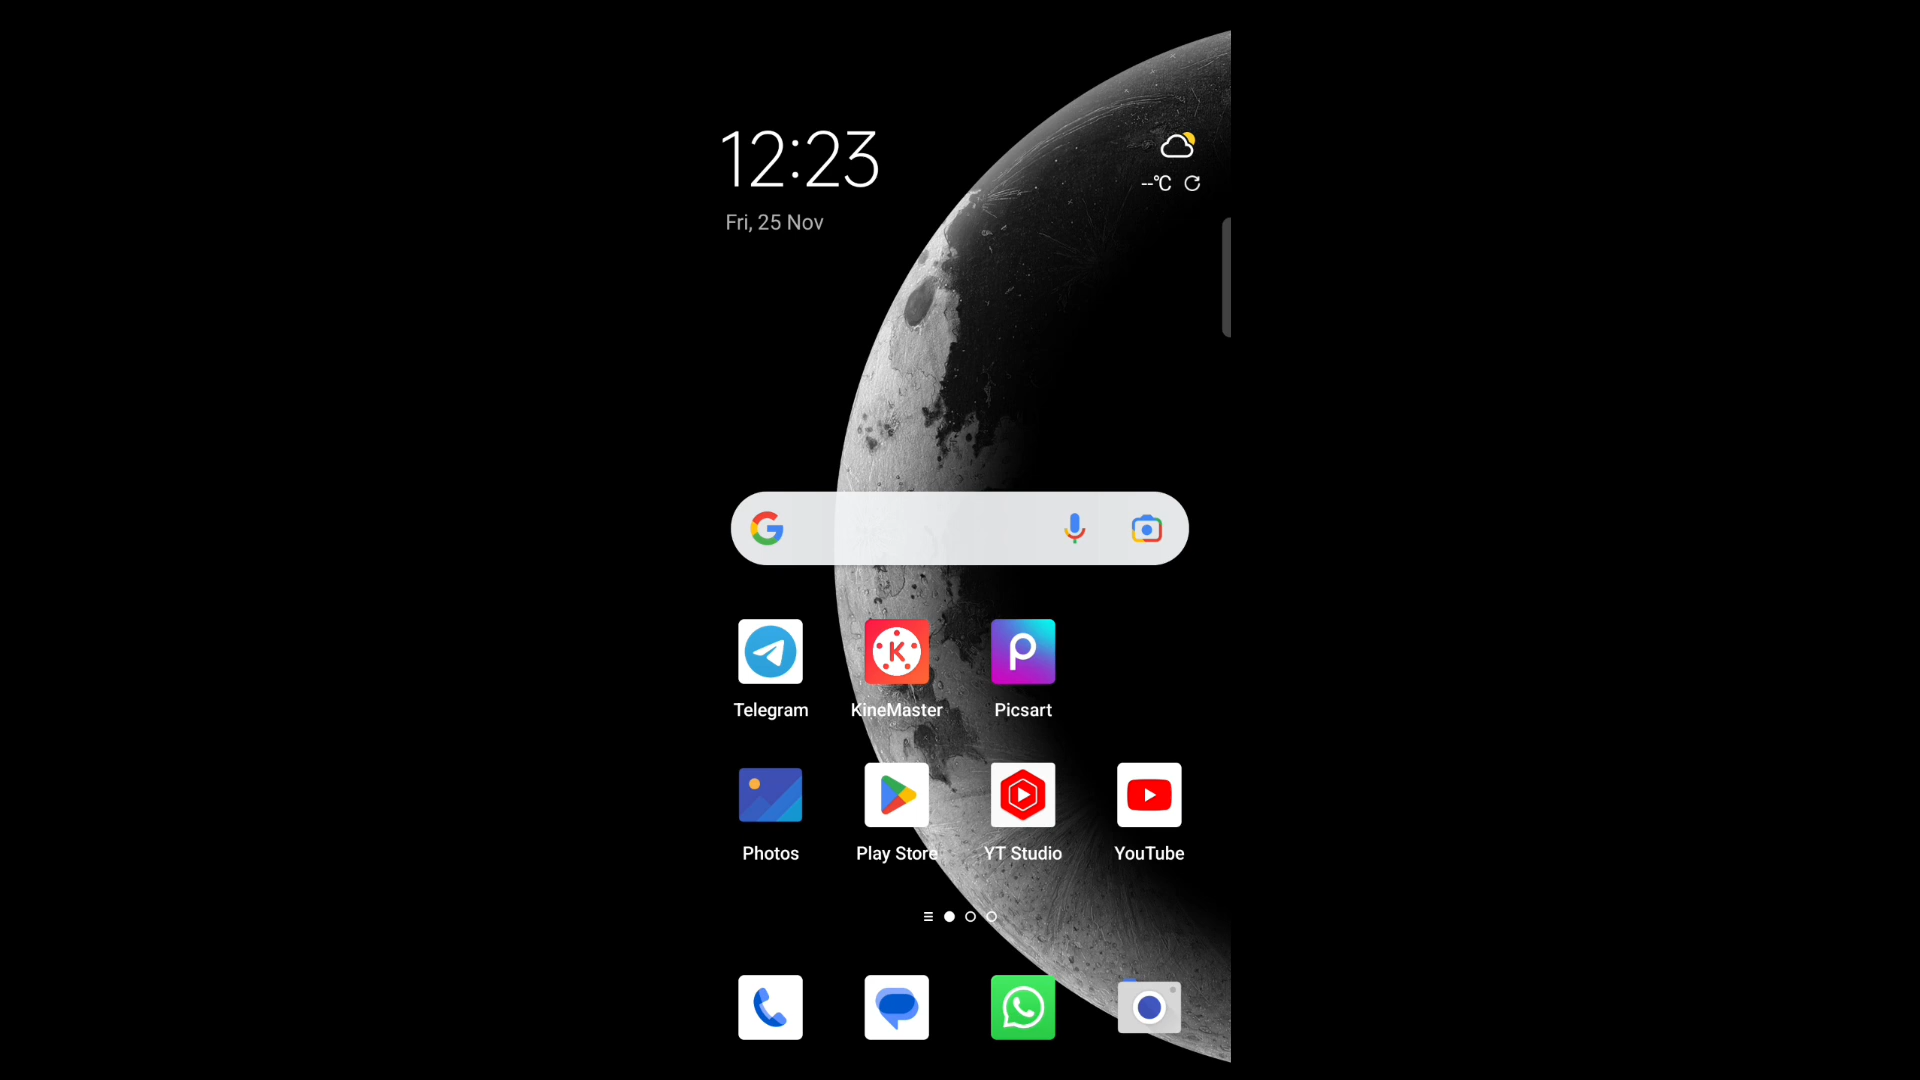 12:23
Fri, 25 Nov
--°C
Telegram
KineMaster
Picsart
Photos
Play Store
YT Studio
YouTube